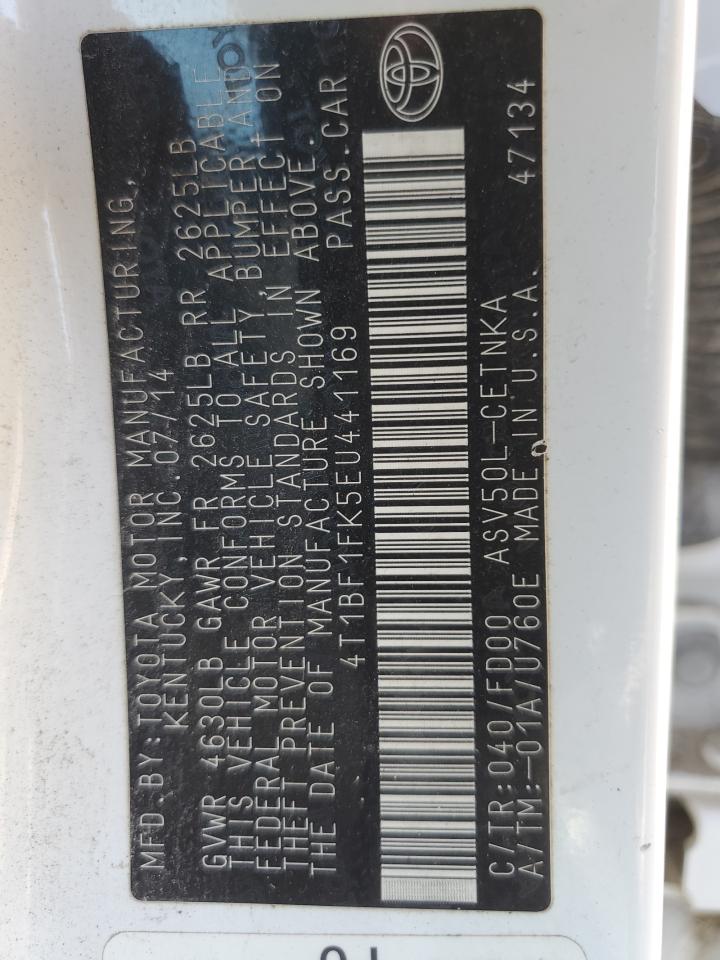 MFD.BY:TOYOTA MOTOR MANUFACTURING,
KENTUCKY,INC.07/14
GVWR 4630LB GAWR FR 2625LB RR 2625LB
THIS VEHICLE CONFORMS TO ALL APPLICABLE
FEDERAL MOTOR VEHICLE SAFETY,BUMPER,AND
THEFT PREVENTION STANDARDS IN EFFECT ON
THE DATE OF MANUFACTURE SHOWN ABOVE.
4T1BF1FK5EU441169 PASS.CAR
C/TR:040/FD00 ASV50L-CETNKA
A/TM:-01A/U760E MADE IN U.S.A. 47134